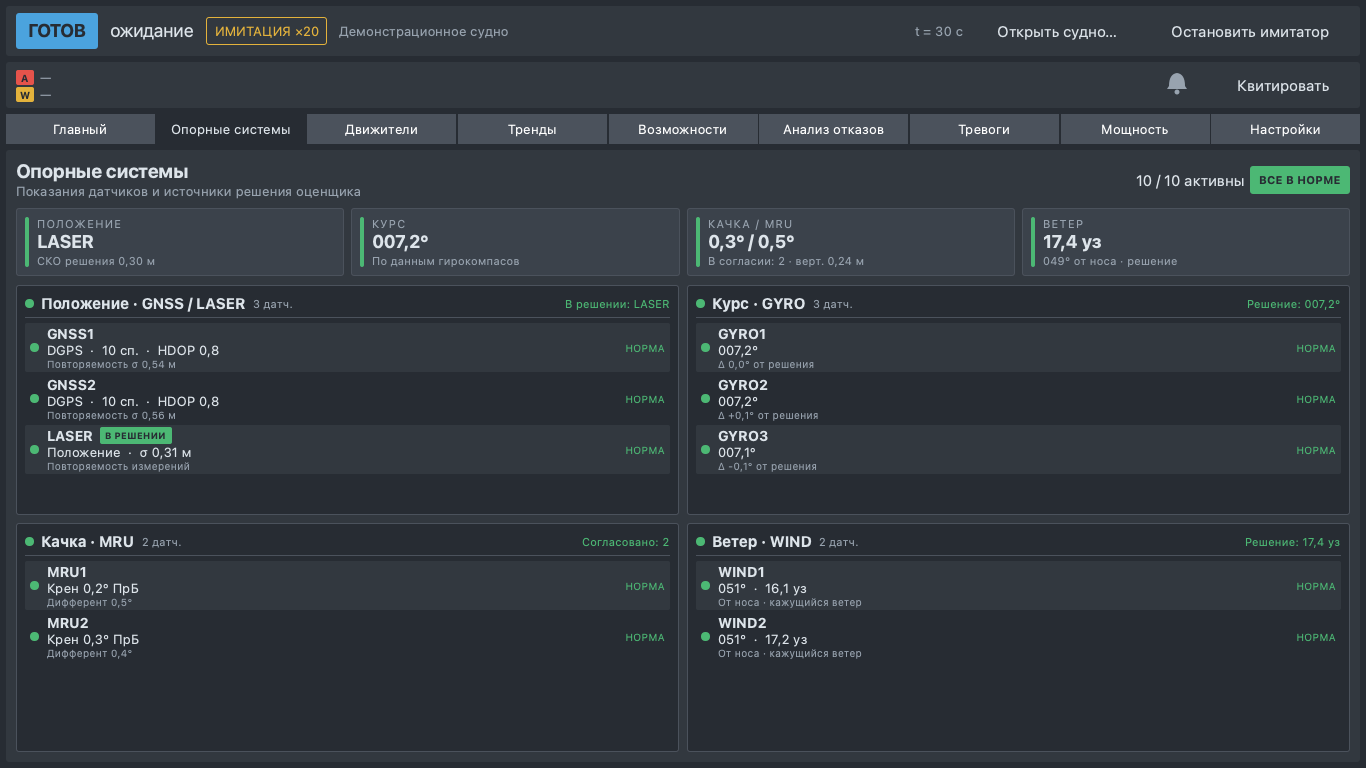 ГОТОВ ожидание ИМИТАЦИЯ ×20 Демонстрационное судно t = 30 с Открыть судно... Остановить имитатор
A —
W —
Квитировать
Главный Опорные системы Движители Тренды Возможности Анализ отказов Тревоги Мощность Настройки
Опорные системы
Показания датчиков и источники решения оценщика
10 / 10 активны ВСЕ В НОРМЕ
ПОЛОЖЕНИЕ
LASER
СКО решения 0,30 м
КУРС
007,2°
По данным гирокомпасов
КАЧКА / MRU
0,3° / 0,5°
В согласии: 2 · верт. 0,24 м
ВЕТЕР
17,4 уз
049° от носа · решение
Положение · GNSS / LASER 3 датч. В решении: LASER
GNSS1
DGPS · 10 сп. · HDOP 0,8
Повторяемость σ 0,54 м
НОРМА
GNSS2
DGPS · 10 сп. · HDOP 0,8
Повторяемость σ 0,56 м
НОРМА
LASER В РЕШЕНИИ
Положение · σ 0,31 м
Повторяемость измерений
НОРМА
Курс · GYRO 3 датч. Решение: 007,2°
GYRO1
007,2°
Δ 0,0° от решения
НОРМА
GYRO2
007,2°
Δ +0,1° от решения
НОРМА
GYRO3
007,1°
Δ -0,1° от решения
НОРМА
Качка · MRU 2 датч. Согласовано: 2
MRU1
Крен 0,2° ПрБ
Дифферент 0,5°
НОРМА
MRU2
Крен 0,3° ПрБ
Дифферент 0,4°
НОРМА
Ветер · WIND 2 датч. Решение: 17,4 уз
WIND1
051° · 16,1 уз
От носа · кажущийся ветер
НОРМА
WIND2
051° · 17,2 уз
От носа · кажущийся ветер
НОРМА